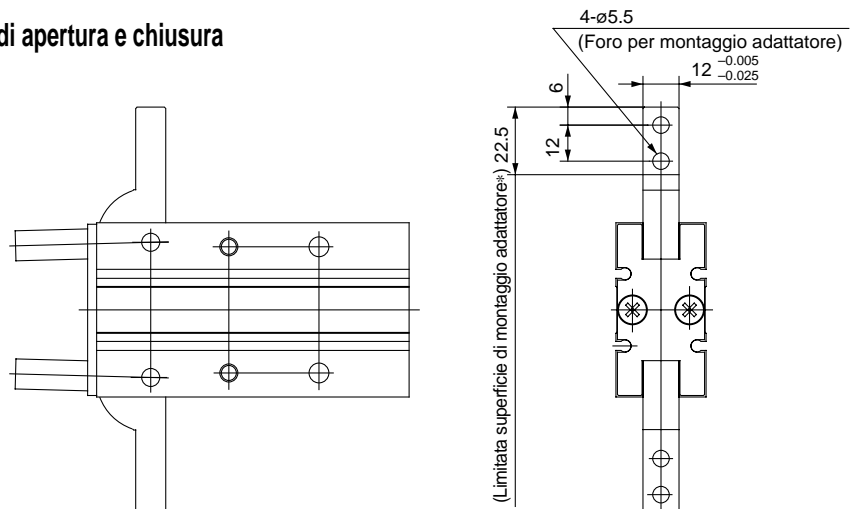 di apertura e chiusura
4-ø5.5
(Foro per montaggio adattatore)
12 –0.005
–0.025
6
12
22.5
(Limitata superficie di montaggio adattatore*)